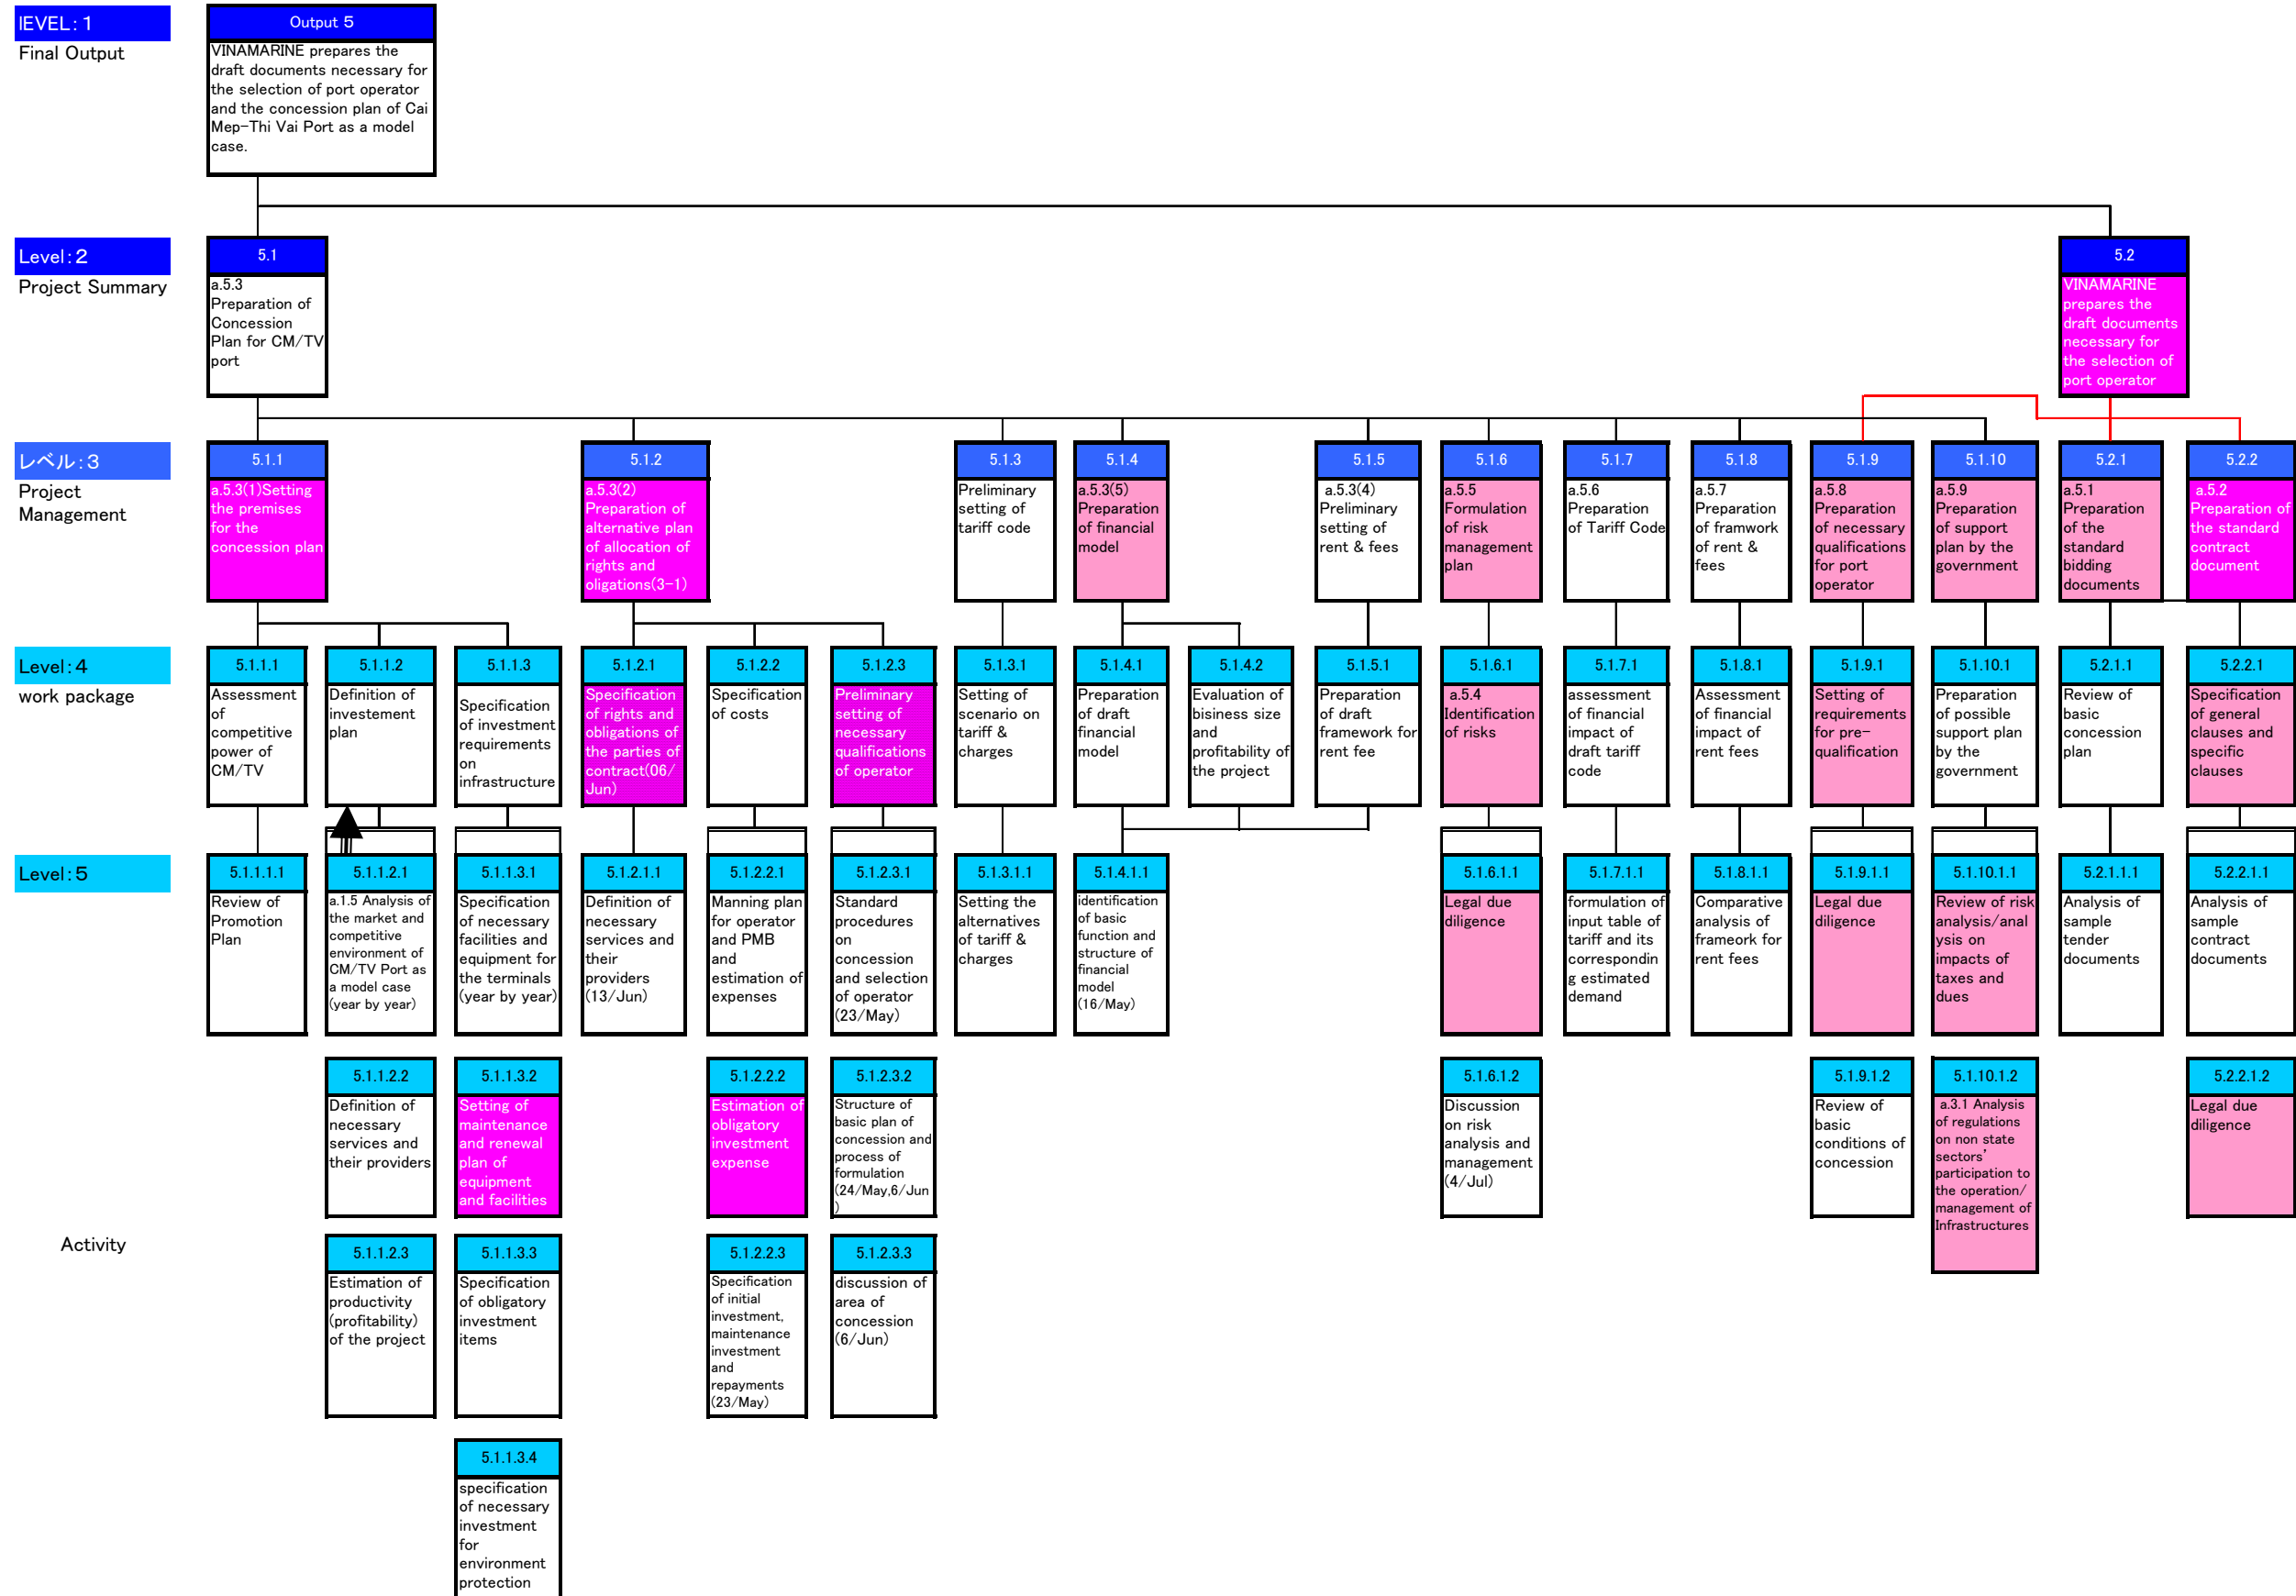 lEVEL:1
Final Output
Output 5
VINAMARINE prepares the
draft documents necessary for
the selection of port operator
and the concession plan of Cai
Mep-Thi Vai Port as a model
case.
Level:2
Project Summary
5.1
a.5.3
Preparation of
Concession
Plan for CM/TV
port
5.2
VINAMARINE
prepares the
draft documents
necessary for
the selection of
port operator
レベル:3
Project
Management
5.1.1
a.5.3(1)Setting
the premises
for the
concession plan
5.1.2
a.5.3(2)
Preparation of
alternative plan
of allocation of
rights and
oligations(3-1)
5.1.3
Preliminary
setting of
tariff code
5.1.4
a.5.3(5)
Preparation
of financial
model
5.1.5
a.5.3(4)
Preliminary
setting of
rent & fees
5.1.6
a.5.5
Formulation
of risk
management
plan
5.1.7
a.5.6
Preparation
of Tariff Code
5.1.8
a.5.7
Preparation
of framwork
of rent &
fees
5.1.9
a.5.8
Preparation
of necessary
qualifications
for port
operator
5.1.10
a.5.9
Preparation
of support
plan by the
government
5.2.1
a.5.1
Preparation
of the
standard
bidding
documents
5.2.2
a.5.2
Preparation of
the standard
contract
document
Level:4
work package
5.1.1.1
Assessment
of
competitive
power of
CM/TV
5.1.1.2
Definition of
investement
plan
5.1.1.3
Specification
of investment
requirements
on
infrastructure
5.1.2.1
Specification
of rights and
obligations of
the parties of
contract(06/
Jun)
5.1.2.2
Specification
of costs
5.1.2.3
Preliminary
setting of
necessary
qualifications
of operator
5.1.3.1
Setting of
scenario on
tariff &
charges
5.1.4.1
Preparation
of draft
financial
model
5.1.4.2
Evaluation of
bisiness size
and
profitability of
the project
5.1.5.1
Preparation
of draft
framework for
rent fee
5.1.6.1
a.5.4
Identification
of risks
5.1.7.1
assessment
of financial
impact of
draft tariff
code
5.1.8.1
Assessment
of financial
impact of
rent fees
5.1.9.1
Setting of
requirements
for pre-
qualification
5.1.10.1
Preparation
of possible
support plan
by the
government
5.2.1.1
Review of
basic
concession
plan
5.2.2.1
Specification
of general
clauses and
specific
clauses
Level:5
5.1.1.1.1
Review of
Promotion
Plan
5.1.1.2.1
a.1.5 Analysis of
the market and
competitive
environment of
CM/TV Port as
a model case
(year by year)
5.1.1.3.1
Specification
of necessary
facilities and
equipment for
the terminals
(year by year)
5.1.2.1.1
Definition of
necessary
services and
their
providers
(13/Jun)
5.1.2.2.1
Manning plan
for operator
and PMB
and
estimation of
expenses
5.1.2.3.1
Standard
procedures
on
concession
and selection
of operator
(23/May)
5.1.3.1.1
Setting the
alternatives
of tariff &
charges
5.1.4.1.1
identification
of basic
function and
structure of
financial
model
(16/May)
5.1.6.1.1
Legal due
diligence
5.1.7.1.1
formulation of
input table of
tariff and its
correspondin
g estimated
demand
5.1.8.1.1
Comparative
analysis of
frameork for
rent fees
5.1.9.1.1
Legal due
diligence
5.1.10.1.1
Review of risk
analysis/anal
ysis on
impacts of
taxes and
dues
5.2.1.1.1
Analysis of
sample
tender
documents
5.2.2.1.1
Analysis of
sample
contract
documents
5.1.1.2.2
Definition of
necessary
services and
their providers
5.1.1.3.2
Setting of
maintenance
and renewal
plan of
equipment
and facilities
5.1.2.2.2
Estimation of
obligatory
investment
expense
5.1.2.3.2
Structure of
basic plan of
concession and
process of
formulation
(24/May,6/Jun
)
5.1.6.1.2
Discussion
on risk
analysis and
management
(4/Jul)
5.1.9.1.2
Review of
basic
conditions of
concession
5.1.10.1.2
a.3.1 Analysis
of regulations
on non state
sectors'
participation to
the operation/
management of
Infrastructures
5.2.2.1.2
Legal due
diligence
Activity
5.1.1.2.3
Estimation of
productivity
(profitability)
of the project
5.1.1.3.3
Specification
of obligatory
investment
items
5.1.2.2.3
Specification
of initial
investment,
maintenance
investment
and
repayments
(23/May)
5.1.2.3.3
discussion of
area of
concession
(6/Jun)
5.1.1.3.4
specification
of necessary
investment
for
environment
protection